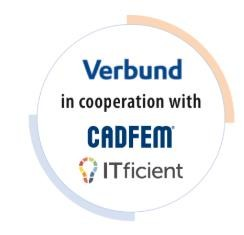 Verbund
in cooperation with
CADFEM®
ITficient